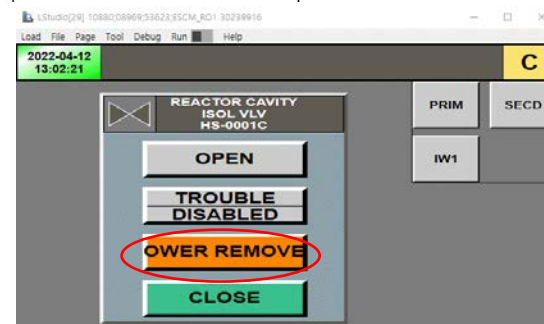 LStudio[29] 10880;08969;53623;ESCM_RO1 30239916
Load File Page Tool Debug Run Help
2022-04-12
13:02:21
C
REACTOR CAVITY
ISOL VLV
HS-0001C
OPEN
TROUBLE
DISABLED
OWER REMOVE
CLOSE
PRIM
SECD
IW1